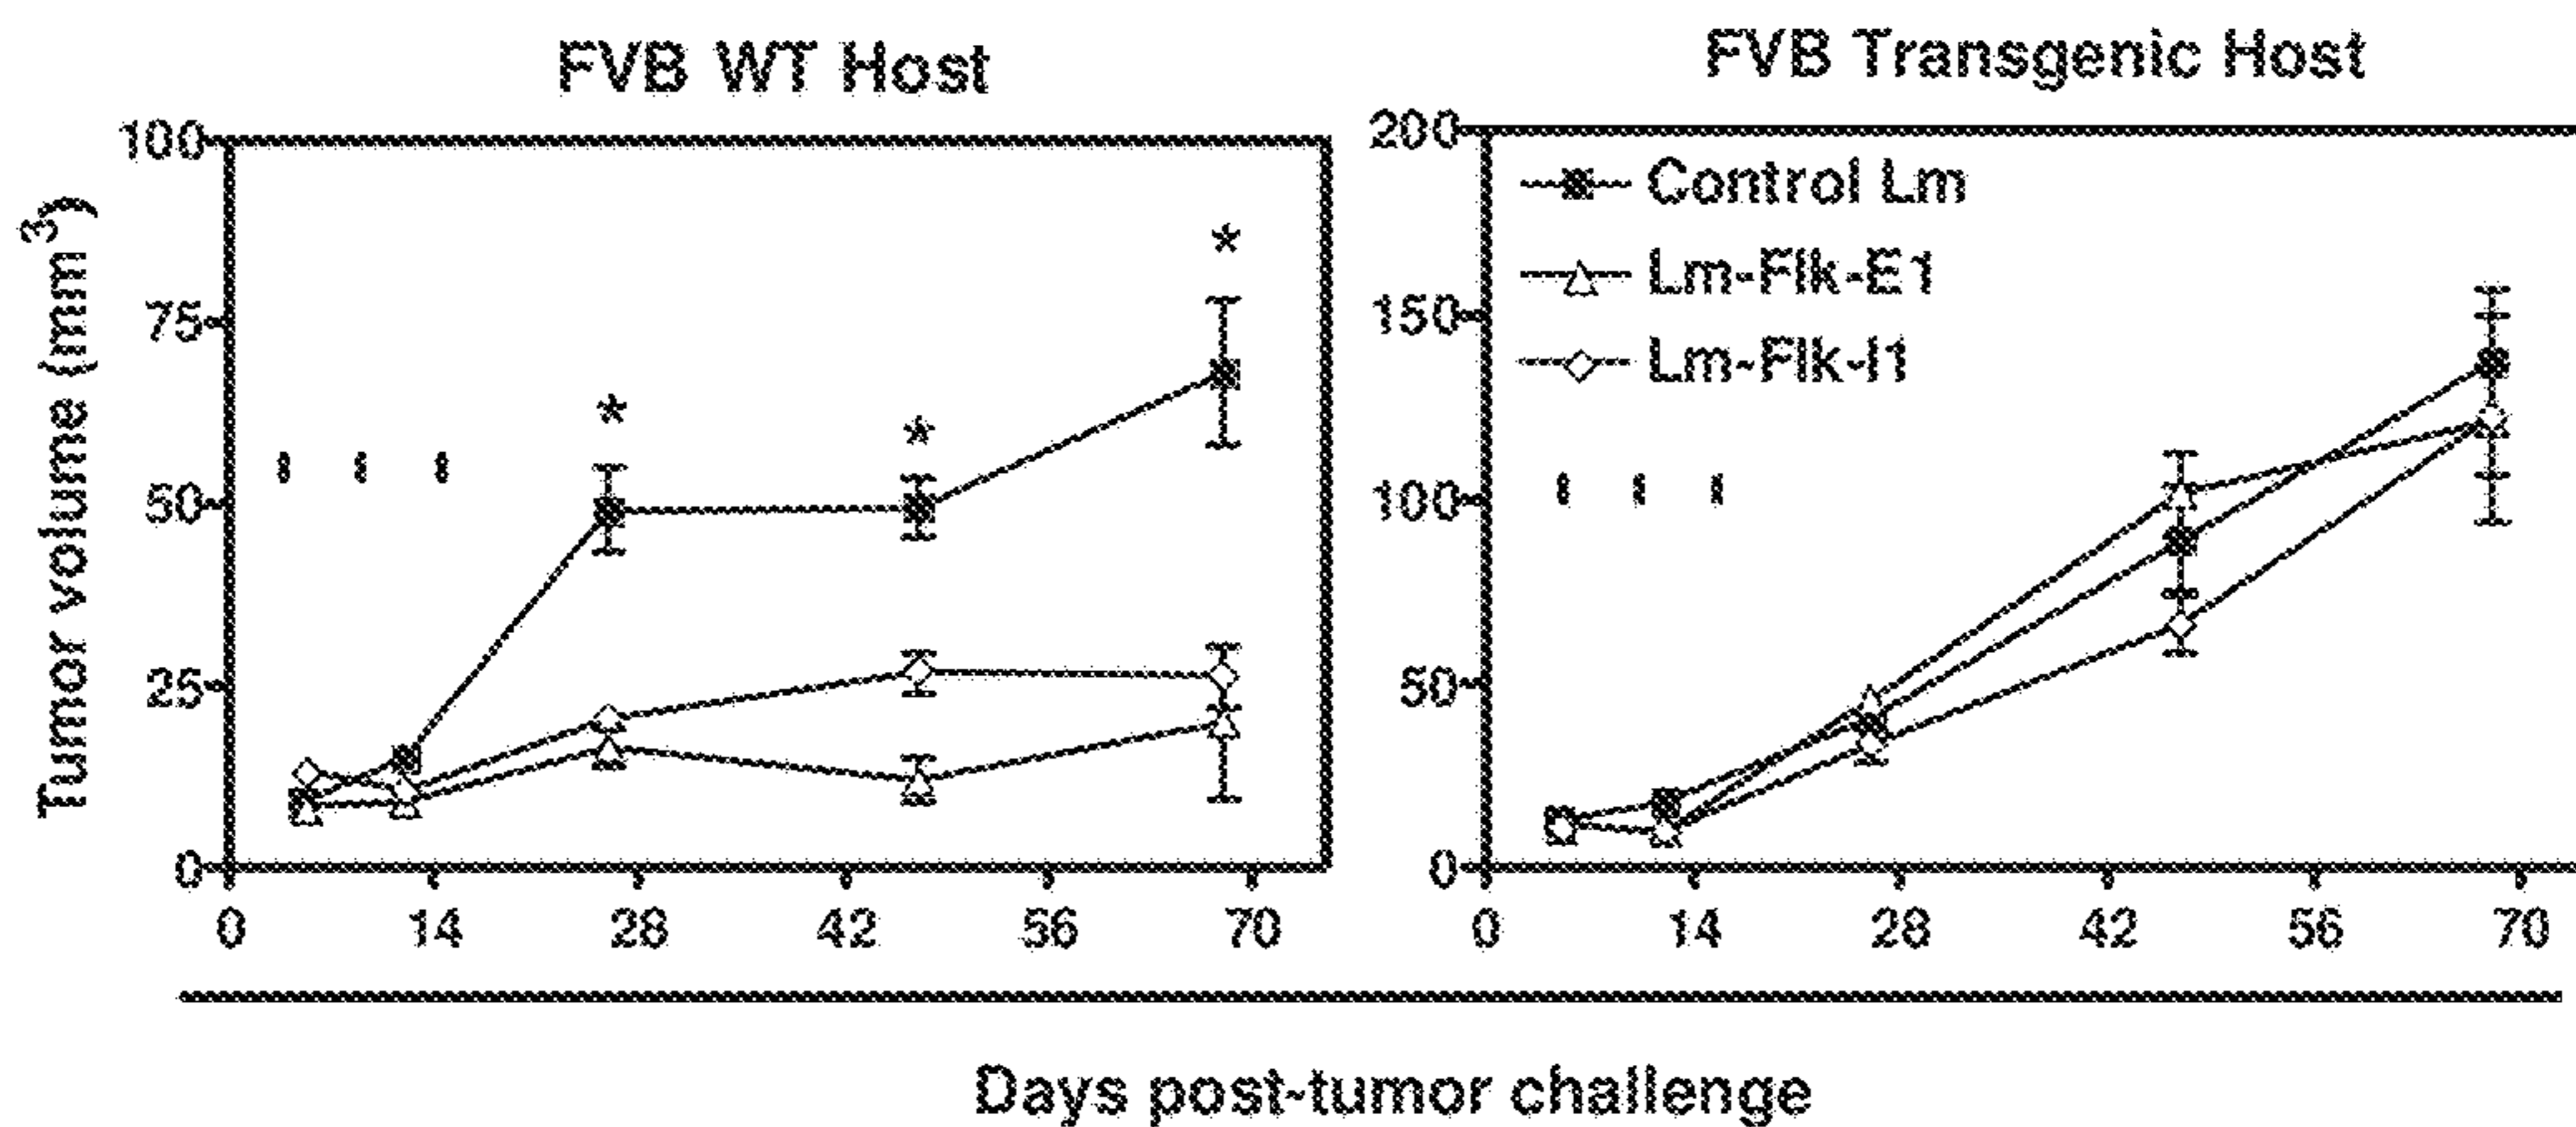 FVB WT Host
Tumor volume (mm³)
100
75
50
25
0
* * *
0 14 28 42 56 70
FVB Transgenic Host
200
150
100
50
0
Control Lm
Lm-Flk-E1
Lm-Flk-I1
0 14 28 42 56 70
Days post-tumor challenge